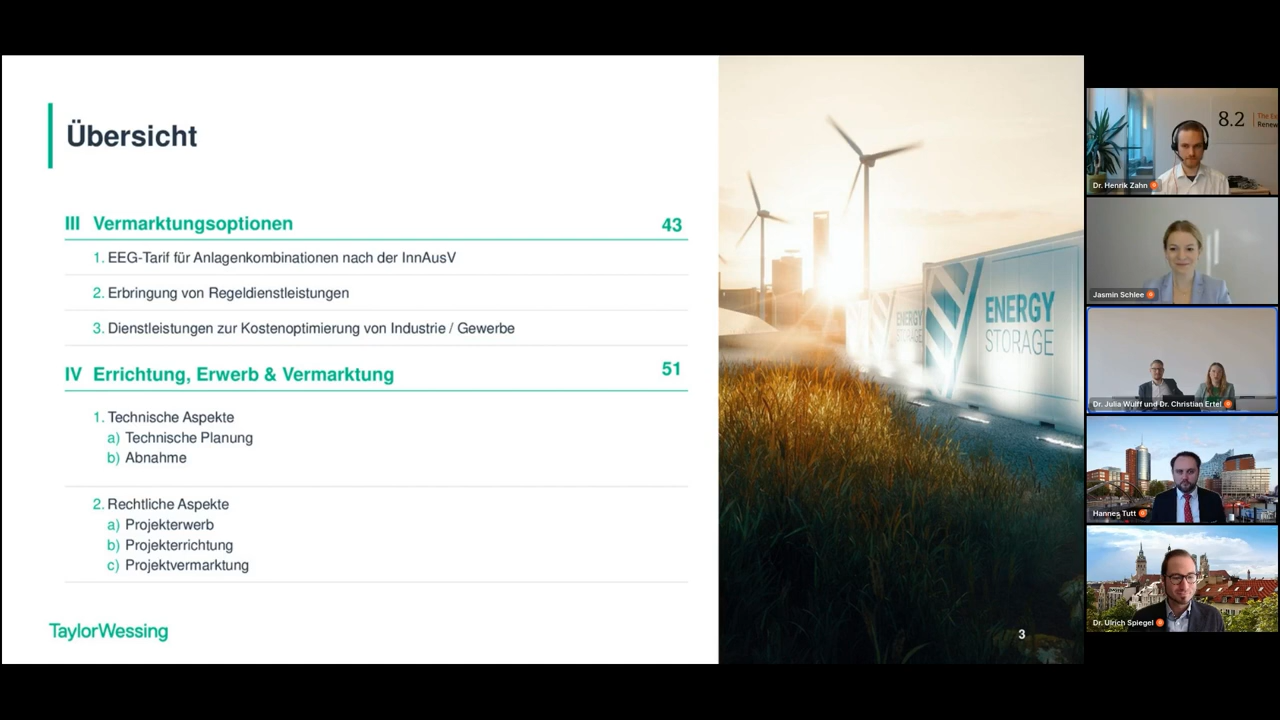 Übersicht
III Vermarktungsoptionen 43
1. EEG-Tarif für Anlagenkombinationen nach der InnAusV
2. Erbringung von Regeldienstleistungen
3. Dienstleistungen zur Kostenoptimierung von Industrie / Gewerbe
IV Errichtung, Erwerb & Vermarktung 51
1. Technische Aspekte
a) Technische Planung
b) Abnahme
2. Rechtliche Aspekte
a) Projekterwerb
b) Projekterrichtung
c) Projektvermarktung
TaylorWessing
ENERGY
STORAGE
ENERGY
STORAGE
3
8.2
Dr. Henrik Zahn
Jasmin Schlee
Dr. Julia Wulff und Dr. Christian Ertel
Hannes Tutt
Dr. Ulrich Spiegel